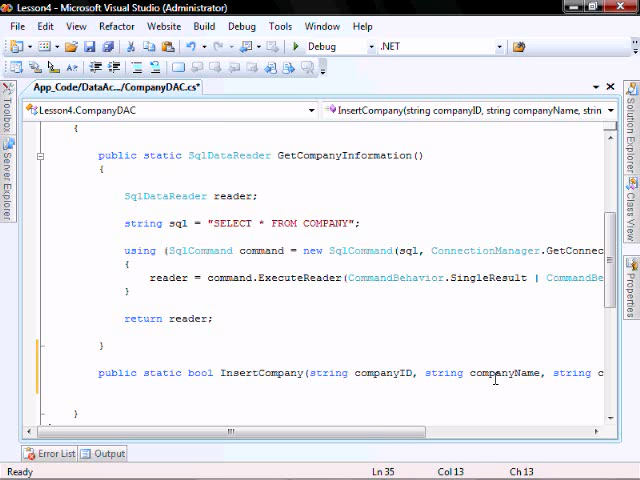 Lesson4 - Microsoft Visual Studio (Administrator)
File Edit View Refactor Website Build Debug Tools Window Help
Debug .NET
App_Code/DataAc.../CompanyDAC.cs*
Lesson4.CompanyDAC InsertCompany(string companyID, string companyName, strin
{
public static SqlDataReader GetCompanyInformation()
{
SqlDataReader reader;
string sql = "SELECT * FROM COMPANY";
using (SqlCommand command = new SqlCommand(sql, ConnectionManager.GetConnec
{
reader = command.ExecuteReader(CommandBehavior.SingleResult | CommandBe
}
return reader;
}
public static bool InsertCompany(string companyID, string companyName, string c
}
Toolbox
Server Explorer
Solution Explorer
Class View
Properties
Error List Output
Ready Ln 35 Col 13 Ch 13